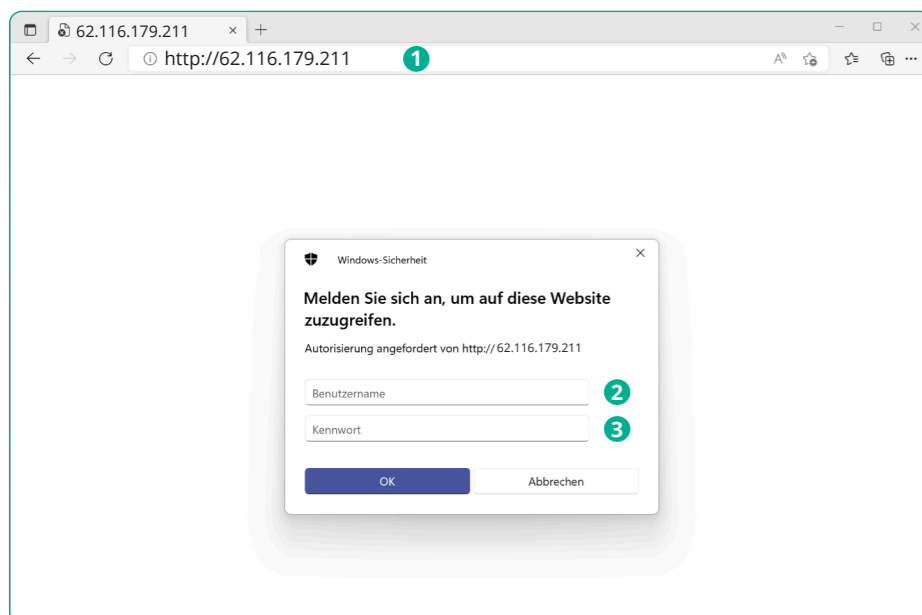 62.116.179.211
http://62.116.179.211 1
Windows-Sicherheit
Melden Sie sich an, um auf diese Website
zuzugreifen.
Autorisierung angefordert von http://62.116.179.211
Benutzername 2
Kennwort 3
OK Abbrechen